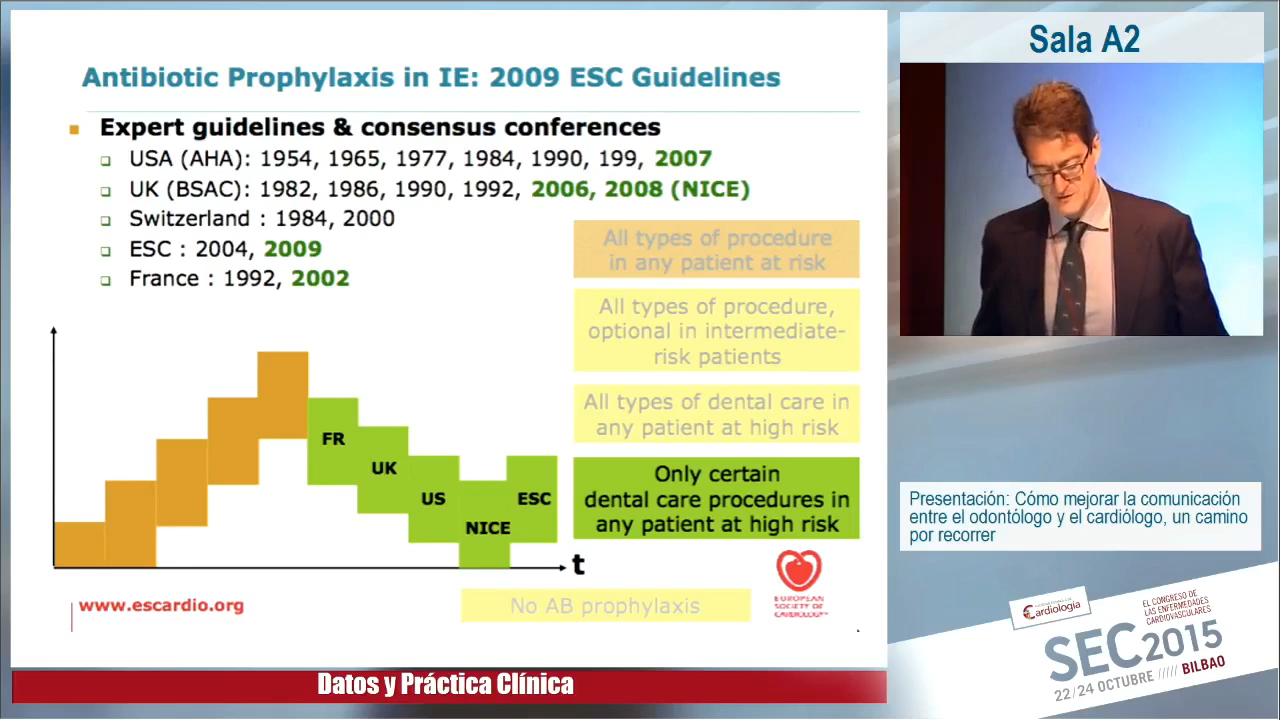 Antibiotic Prophylaxis in IE: 2009 ESC Guidelines
Expert guidelines & consensus conferences
USA (AHA): 1954, 1965, 1977, 1984, 1990, 199, 2007
UK (BSAC): 1982, 1986, 1990, 1992, 2006, 2008 (NICE)
Switzerland : 1984, 2000
ESC : 2004, 2009
France : 1992, 2002
All types of procedure
in any patient at risk
All types of procedure,
optional in intermediate-
risk patients
All types of dental care in
any patient at high risk
Only certain
dental care procedures in
any patient at high risk
FR
UK
US
NICE
ESC
t
No AB prophylaxis
www.escardio.org
EUROPEAN
SOCIETY OF
CARDIOLOGY
Datos y Práctica Clínica
Sala A2
Presentación: Cómo mejorar la comunicación
entre el odontólogo y el cardiólogo, un camino
por recorrer
Cardiología
EL CONGRESO DE
LAS ENFERMEDADES
CARDIOVASCULARES
SEC2015
22/24 OCTUBRE ///// BILBAO